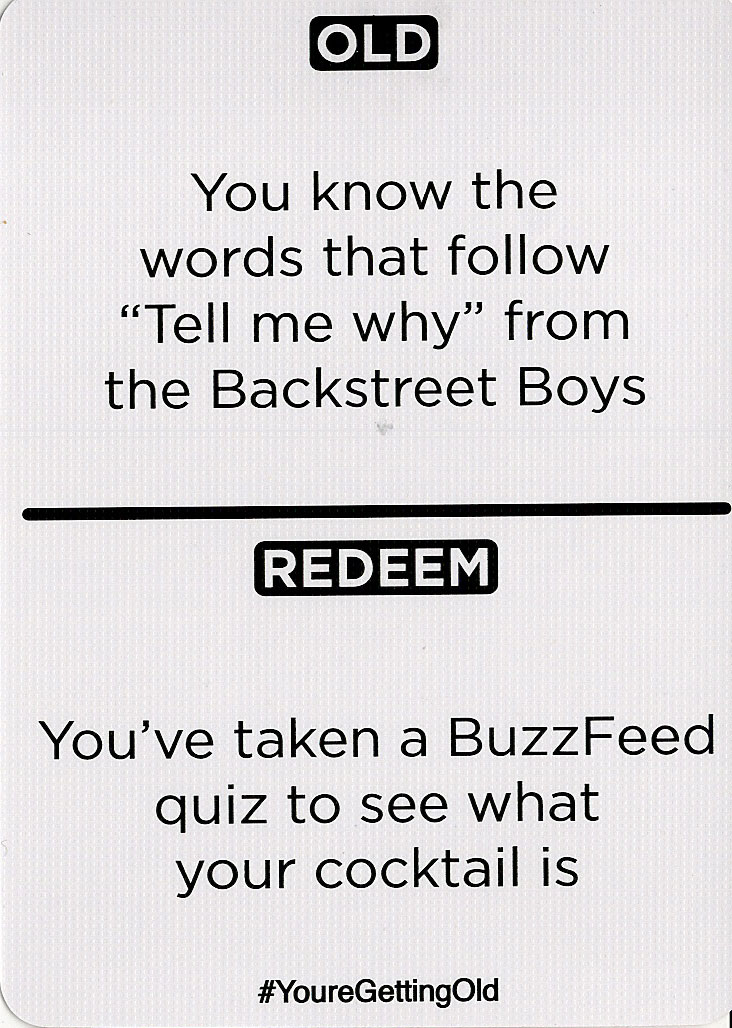 OLD
You know the
words that follow
“Tell me why” from
the Backstreet Boys
REDEEM
You’ve taken a BuzzFeed
quiz to see what
your cocktail is
#YoureGettingOld